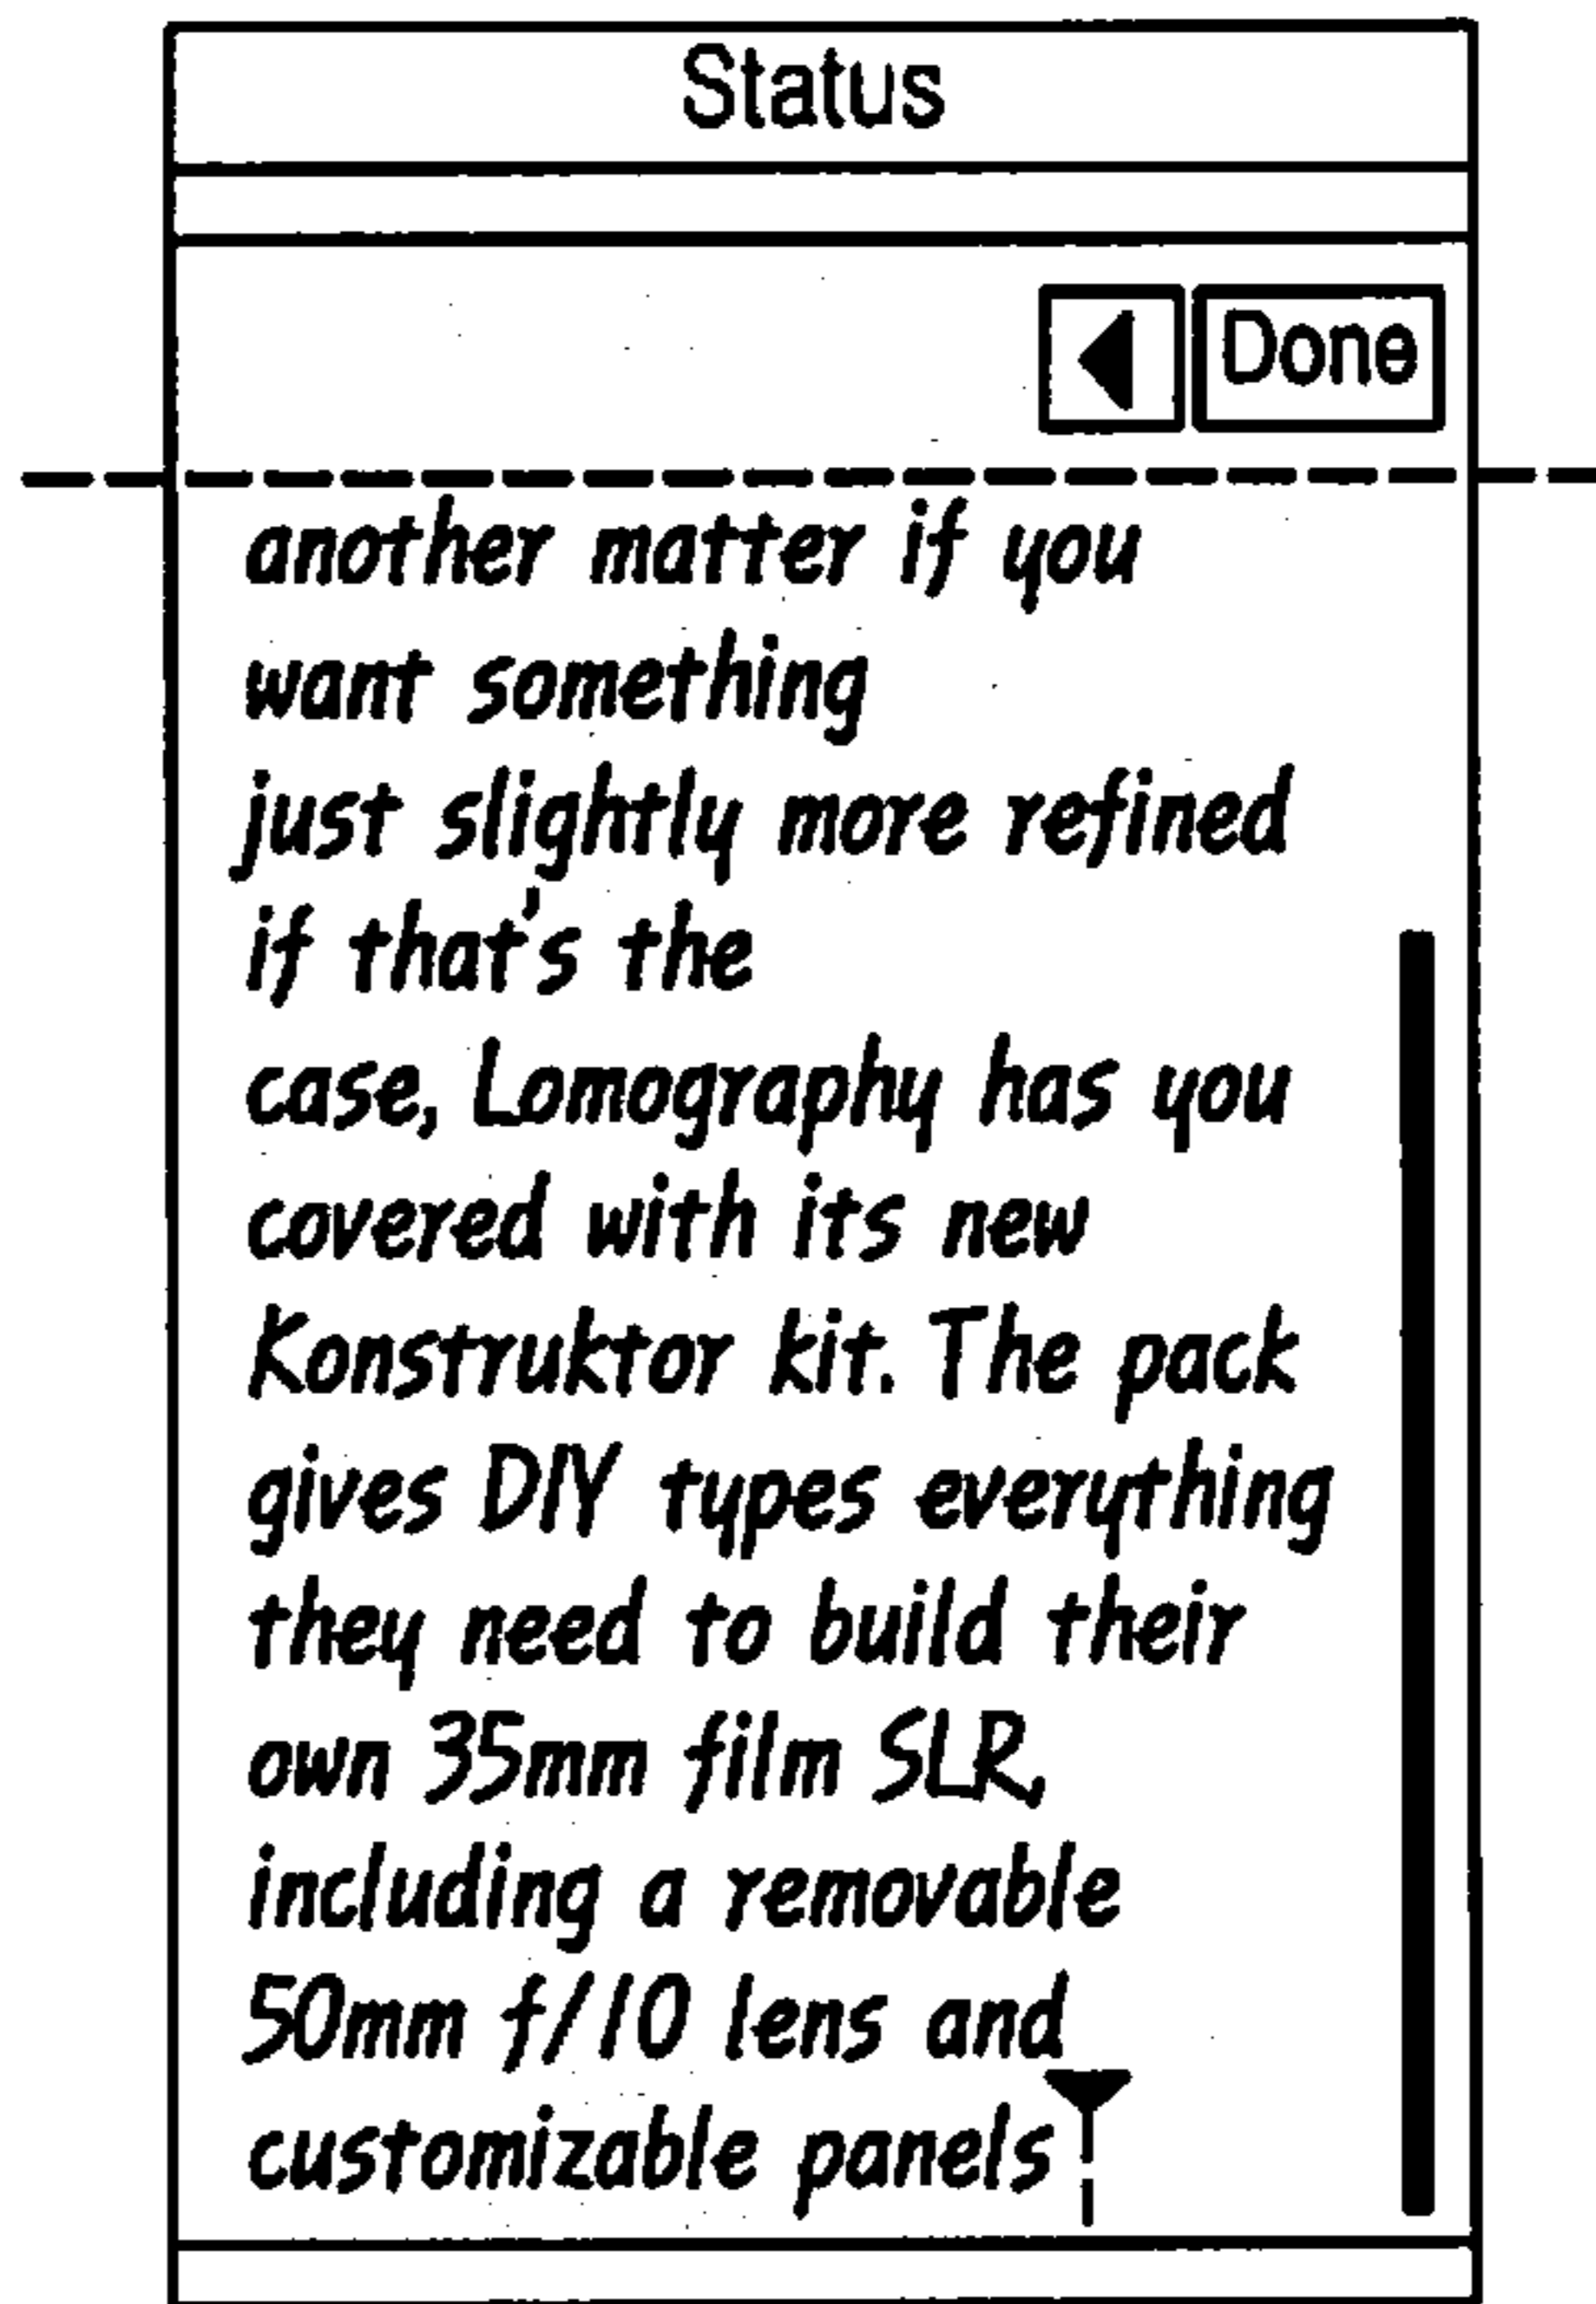 Status
Done
another matter if you
want something
just slightly more refined
if that's the
case, Lomography has you
covered with its new
Konstruktor kit. The pack
gives DIY types everything
they need to build their
own 35mm film SLR,
including a removable
50mm f/10 lens and
customizable panels